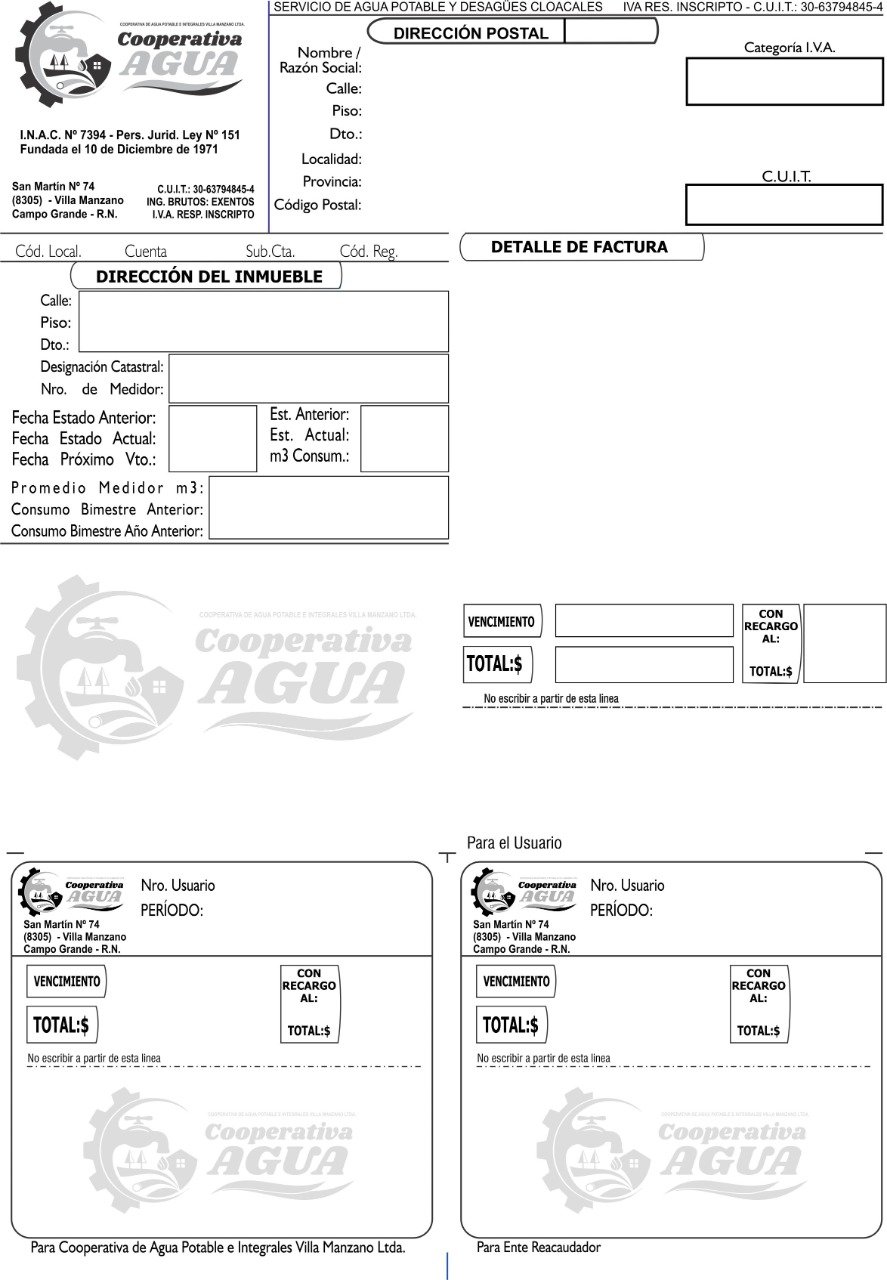 SERVICIO DE AGUA POTABLE Y DESAGÜES CLOACALES IVA RES. INSCRIPTO - C.U.I.T.: 30-63794845-4
COOPERATIVA DE AGUA POTABLE E INTEGRALES VILLA MANZANO LTDA.
Cooperativa
AGUA
I.N.A.C. Nº 7394 - Pers. Jurid. Ley Nº 151
Fundada el 10 de Diciembre de 1971
San Martín Nº 74
(8305) - Villa Manzano
Campo Grande - R.N.
C.U.I.T.: 30-63794845-4
ING. BRUTOS: EXENTOS
I.V.A. RESP. INSCRIPTO
DIRECCIÓN POSTAL
Nombre /
Razón Social:
Calle:
Piso:
Dto.:
Localidad:
Provincia:
Código Postal:
Categoría I.V.A.
C.U.I.T.
Cód. Local. Cuenta Sub.Cta. Cód. Reg.
DIRECCIÓN DEL INMUEBLE
Calle:
Piso:
Dto.:
Designación Catastral:
Nro. de Medidor:
Fecha Estado Anterior:
Fecha Estado Actual:
Fecha Próximo Vto.:
Est. Anterior:
Est. Actual:
m3 Consum.:
Promedio Medidor m3:
Consumo Bimestre Anterior:
Consumo Bimestre Año Anterior:
DETALLE DE FACTURA
COOPERATIVA DE AGUA POTABLE E INTEGRALES VILLA MANZANO LTDA.
Cooperativa
AGUA
VENCIMIENTO
TOTAL:$
CON
RECARGO
AL:
TOTAL:$
No escribir a partir de esta linea
Para el Usuario
Cooperativa
AGUA
San Martín Nº 74
(8305) - Villa Manzano
Campo Grande - R.N.
Nro. Usuario
PERÍODO:
VENCIMIENTO
TOTAL:$
CON
RECARGO
AL:
TOTAL:$
No escribir a partir de esta linea
COOPERATIVA DE AGUA POTABLE E INTEGRALES VILLA MANZANO LTDA.
Cooperativa
AGUA
Para Cooperativa de Agua Potable e Integrales Villa Manzano Ltda.
Cooperativa
AGUA
San Martín Nº 74
(8305) - Villa Manzano
Campo Grande - R.N.
Nro. Usuario
PERÍODO:
VENCIMIENTO
TOTAL:$
CON
RECARGO
AL:
TOTAL:$
No escribir a partir de esta linea
COOPERATIVA DE AGUA POTABLE E INTEGRALES VILLA MANZANO LTDA.
Cooperativa
AGUA
Para Ente Reacaudador